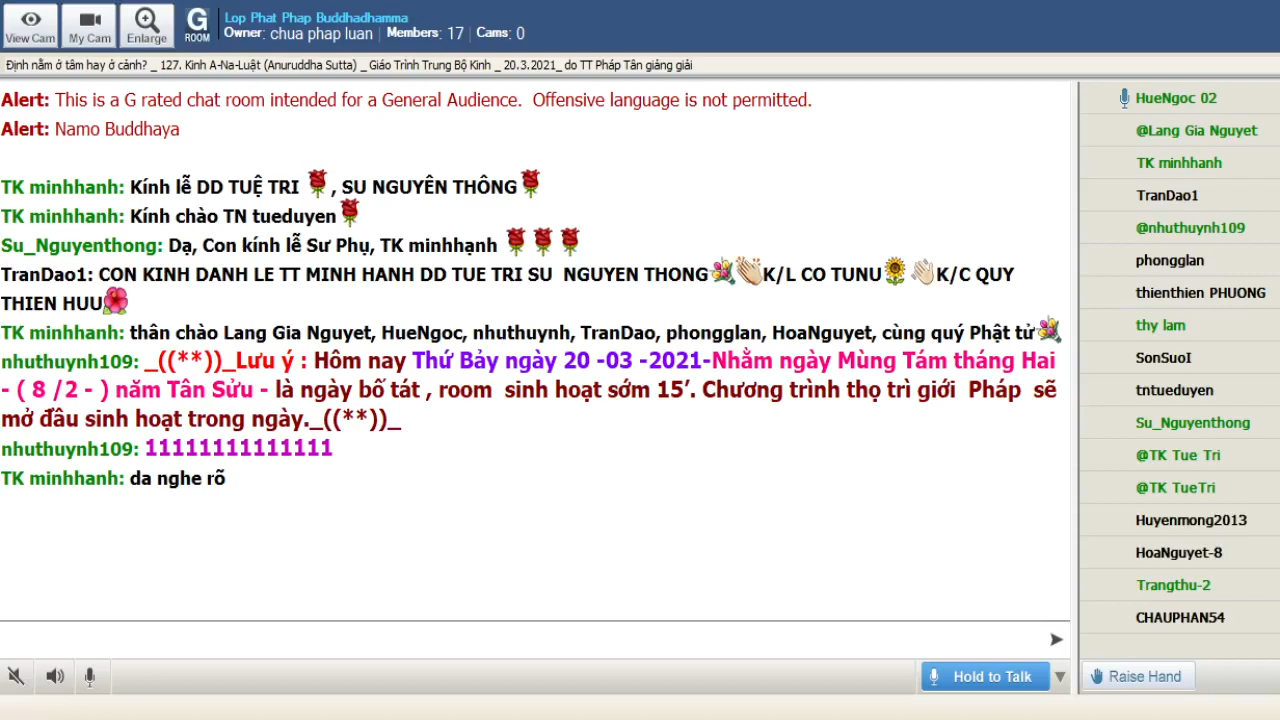 View Cam
My Cam
Enlarge
G
ROOM
Lop Phat Phap Buddhadhamma
Owner: chua phap luan | Members: 17 | Cams: 0
Định nằm ở tâm hay ở cảnh? _ 127. Kinh A-Na-Luật (Anuruddha Sutta) _ Giáo Trình Trung Bộ Kinh _ 20.3.2021_ do TT Pháp Tân giảng giải
Alert: This is a G rated chat room intended for a General Audience. Offensive language is not permitted.
Alert: Namo Buddhaya
TK minhhanh: Kính lễ DD TUỆ TRI , SU NGUYÊN THÔNG
TK minhhanh: Kính chào TN tueduyen
Su_Nguyenthong: Dạ, Con kính lễ Sư Phụ, TK minhhạnh
TranDao1: CON KINH DANH LE TT MINH HANH DD TUE TRI SU NGUYEN THONG K/L CO TUNU K/C QUY
THIEN HUU
TK minhhanh: thân chào Lang Gia Nguyet, HueNgoc, nhuthuynh, TranDao, phongglan, HoaNguyet, cùng quý Phật tử
nhuthuynh109: _((**))_Lưu ý : Hôm nay Thứ Bảy ngày 20 -03 -2021-Nhằm ngày Mùng Tám tháng Hai
- ( 8 /2 - ) năm Tân Sửu - là ngày bố tát , room sinh hoạt sớm 15’. Chương trình thọ trì giới Pháp sẽ
mở đầu sinh hoạt trong ngày._((**))_
nhuthuynh109: 11111111111111
TK minhhanh: da nghe rõ
HueNgoc 02
@Lang Gia Nguyet
TK minhhanh
TranDao1
@nhuthuynh109
phongglan
thienthien PHUONG
thy lam
SonSuoI
tntueduyen
Su_Nguyenthong
@TK Tue Tri
@TK TueTri
Huyenmong2013
HoaNguyet-8
Trangthu-2
CHAUPHAN54
Hold to Talk
Raise Hand